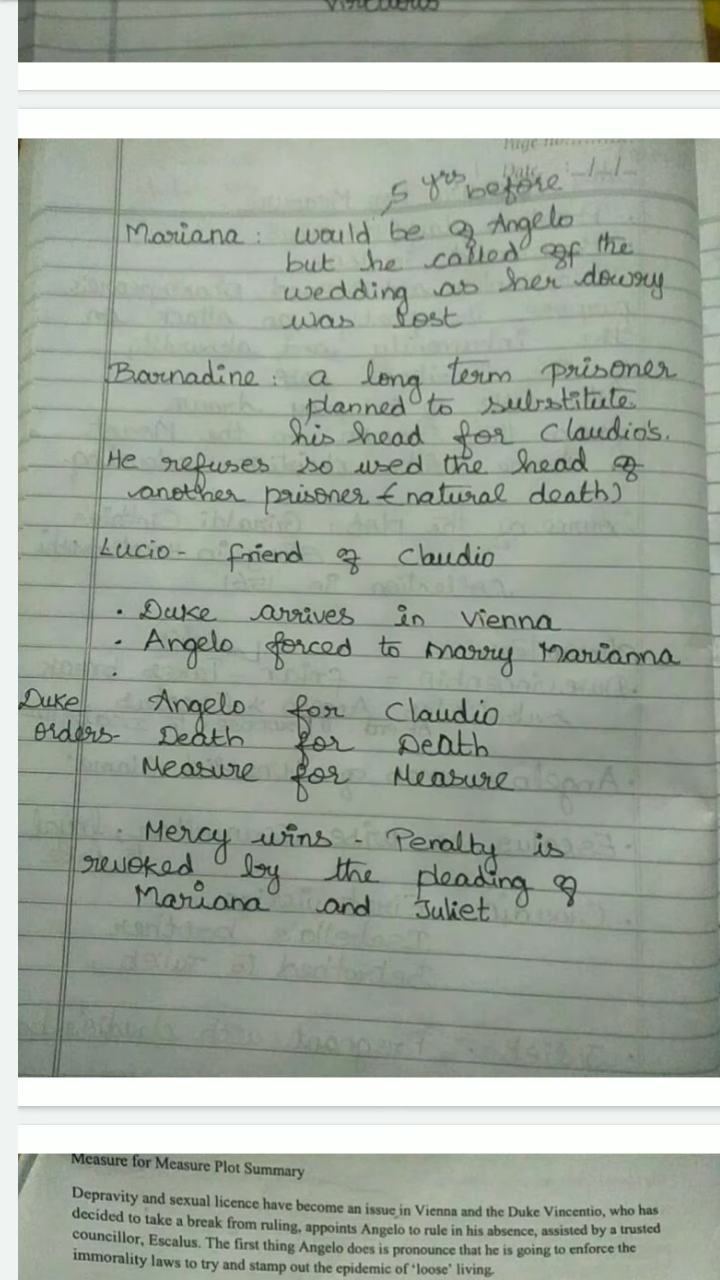 Virtuous
Page No.
Date
5 yrs before
Mariana : would be of Angelo
but he called off the
wedding as her dowry
was lost
Barnadine : a long term prisoner
planned to substitute
his head for Claudio's.
He refuses so used the head of
another prisoner (natural death)
Lucio - friend of Claudio
• Duke arrives in Vienna
• Angelo forced to marry Marianna
•
Duke Angelo for Claudio
orders- Death for Death
Measure for Measure
• Mercy wins - Penalty is
revoked by the pleading of
Mariana and Juliet
Measure for Measure Plot Summary
Depravity and sexual licence have become an issue in Vienna and the Duke Vincentio, who has
decided to take a break from ruling, appoints Angelo to rule in his absence, assisted by a trusted
councillor, Escalus. The first thing Angelo does is pronounce that he is going to enforce the
immorality laws to try and stamp out the epidemic of 'loose' living.